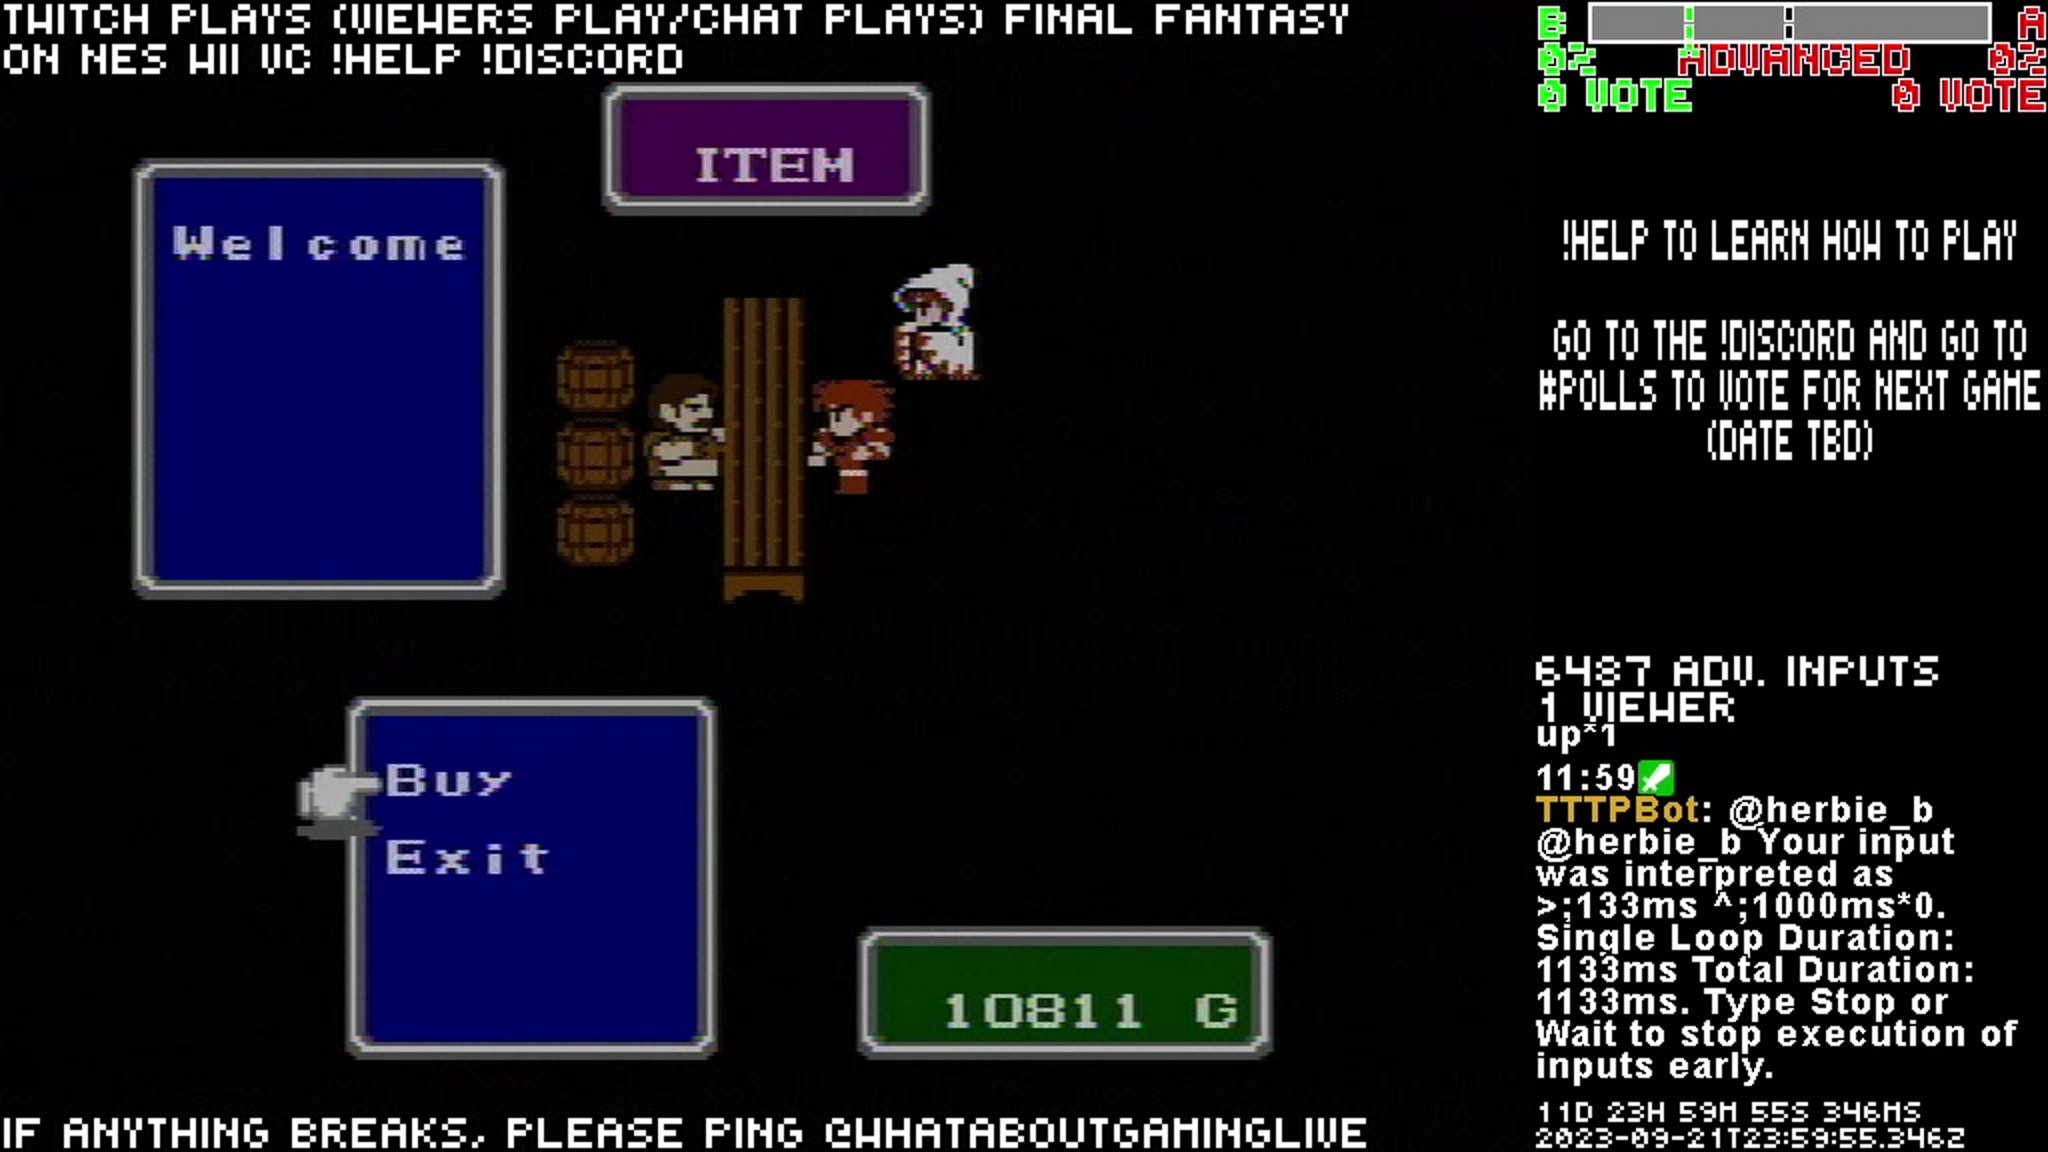 TWITCH PLAYS (VIEWERS PLAY/CHAT PLAYS) FINAL FANTASY
ON NES WII VC !HELP !DISCORD
B A
0% ADVANCED 0%
0 VOTE 0 VOTE
ITEM
Welcome
!HELP TO LEARN HOW TO PLAY
GO TO THE !DISCORD AND GO TO
#POLLS TO VOTE FOR NEXT GAME
(DATE TBD)
Buy
Exit
10811 G
6487 ADV. INPUTS
1 VIEWER
up*1
11:59
TTTPBot: @herbie_b
@herbie_b Your input
was interpreted as
>;133ms ^;1000ms*0.
Single Loop Duration:
1133ms Total Duration:
1133ms. Type Stop or
Wait to stop execution of
inputs early.
11D 23H 59M 55S 346MS
2023-09-21T23:59:55.346Z
IF ANYTHING BREAKS, PLEASE PING @WHATABOUTGAMINGLIVE